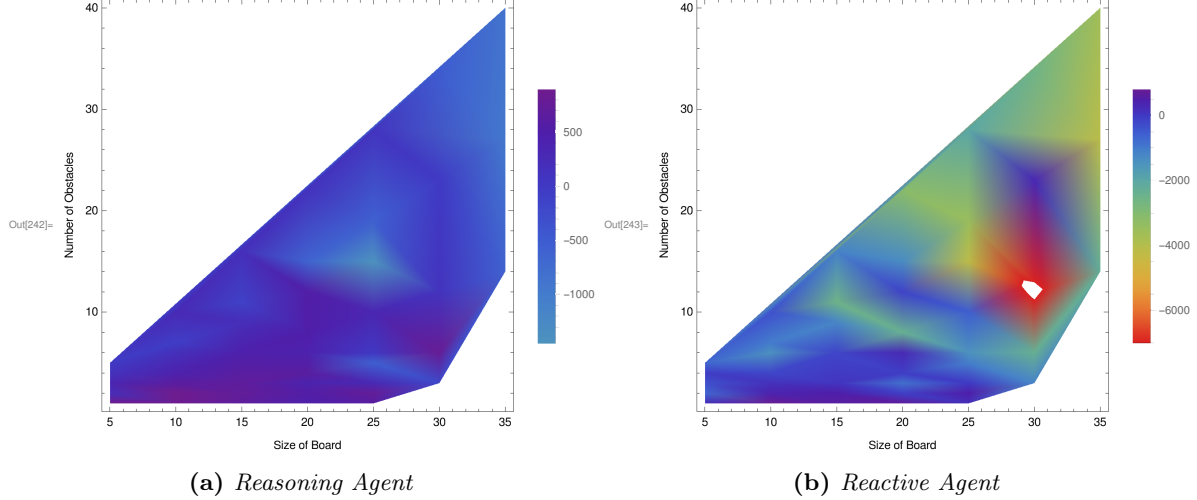 40
30
20
10
Number of Obstacles
Out[242]=
5 10 15 20 25 30 35
Size of Board
500
0
−500
−1000
(a) Reasoning Agent
40
30
20
10
Number of Obstacles
Out[243]=
5 10 15 20 25 30 35
Size of Board
0
−2000
−4000
−6000
(b) Reactive Agent